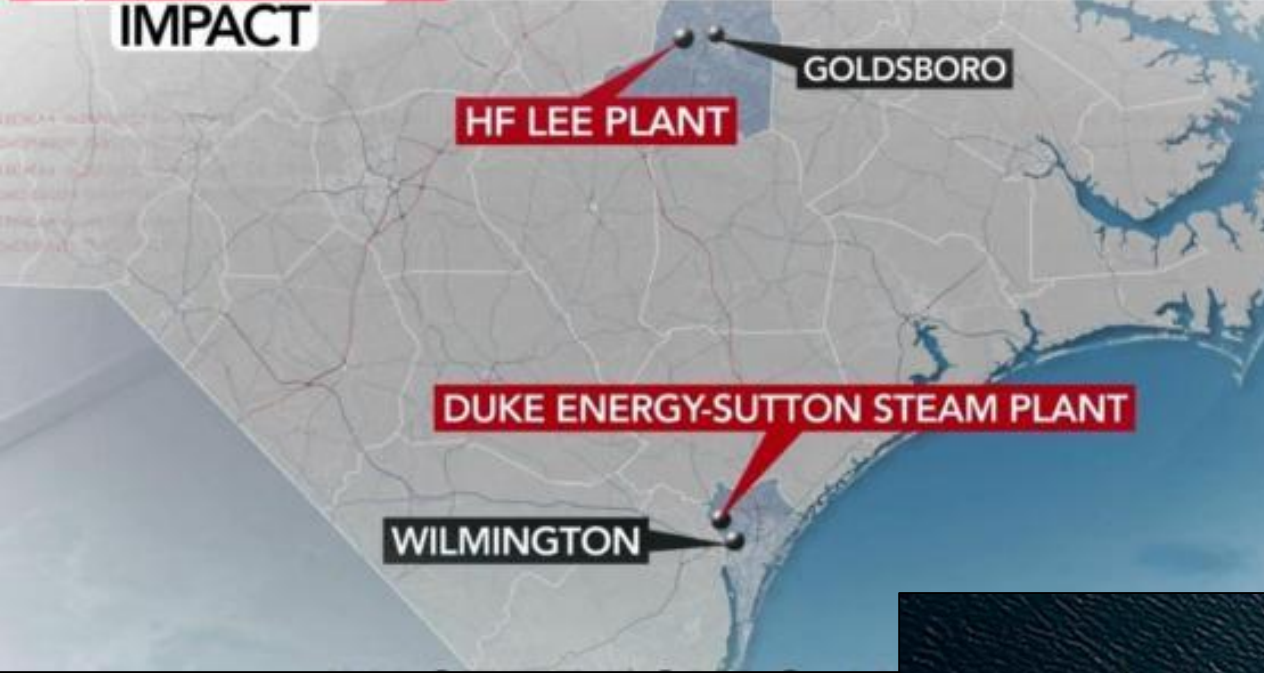 IMPACT
GOLDSBORO
HF LEE PLANT
DUKE ENERGY-SUTTON STEAM PLANT
WILMINGTON